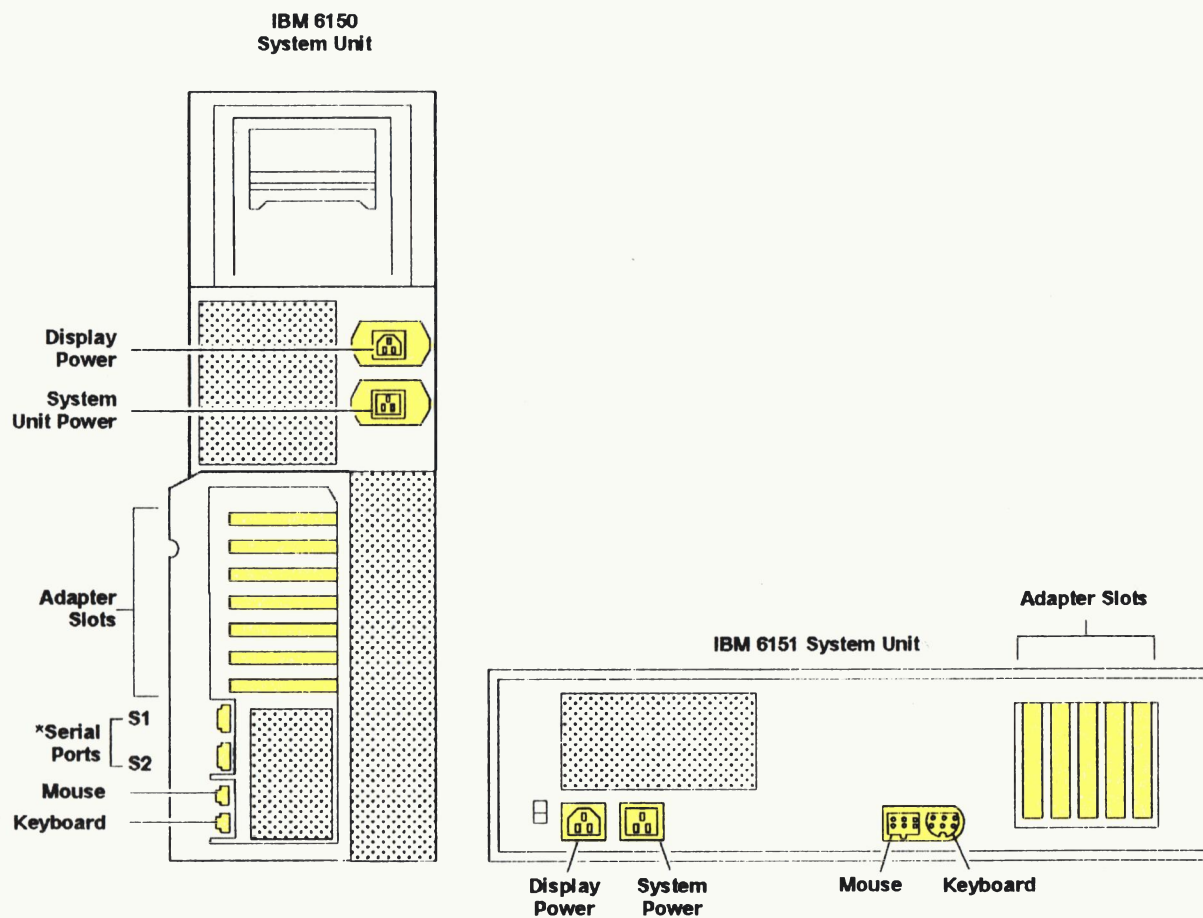 IBM 6150
System Unit
Display
Power
System
Unit Power
Adapter
Slots
*Serial
Ports
S1
S2
Mouse
Keyboard
IBM 6151 System Unit
Adapter Slots
Display
Power
System
Power
Mouse
Keyboard